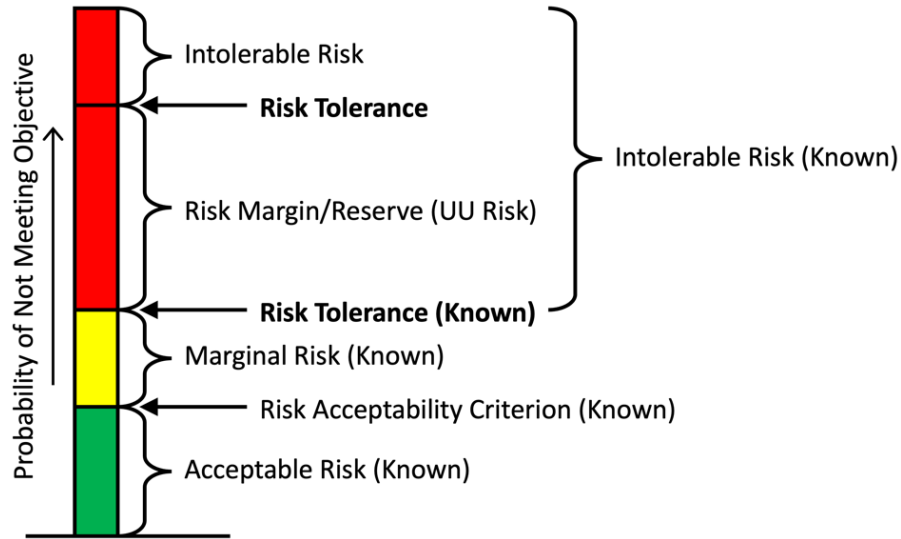 Probability of Not Meeting Objective
Intolerable Risk
Risk Tolerance
Intolerable Risk (Known)
Risk Margin/Reserve (UU Risk)
Risk Tolerance (Known)
Marginal Risk (Known)
Risk Acceptability Criterion (Known)
Acceptable Risk (Known)